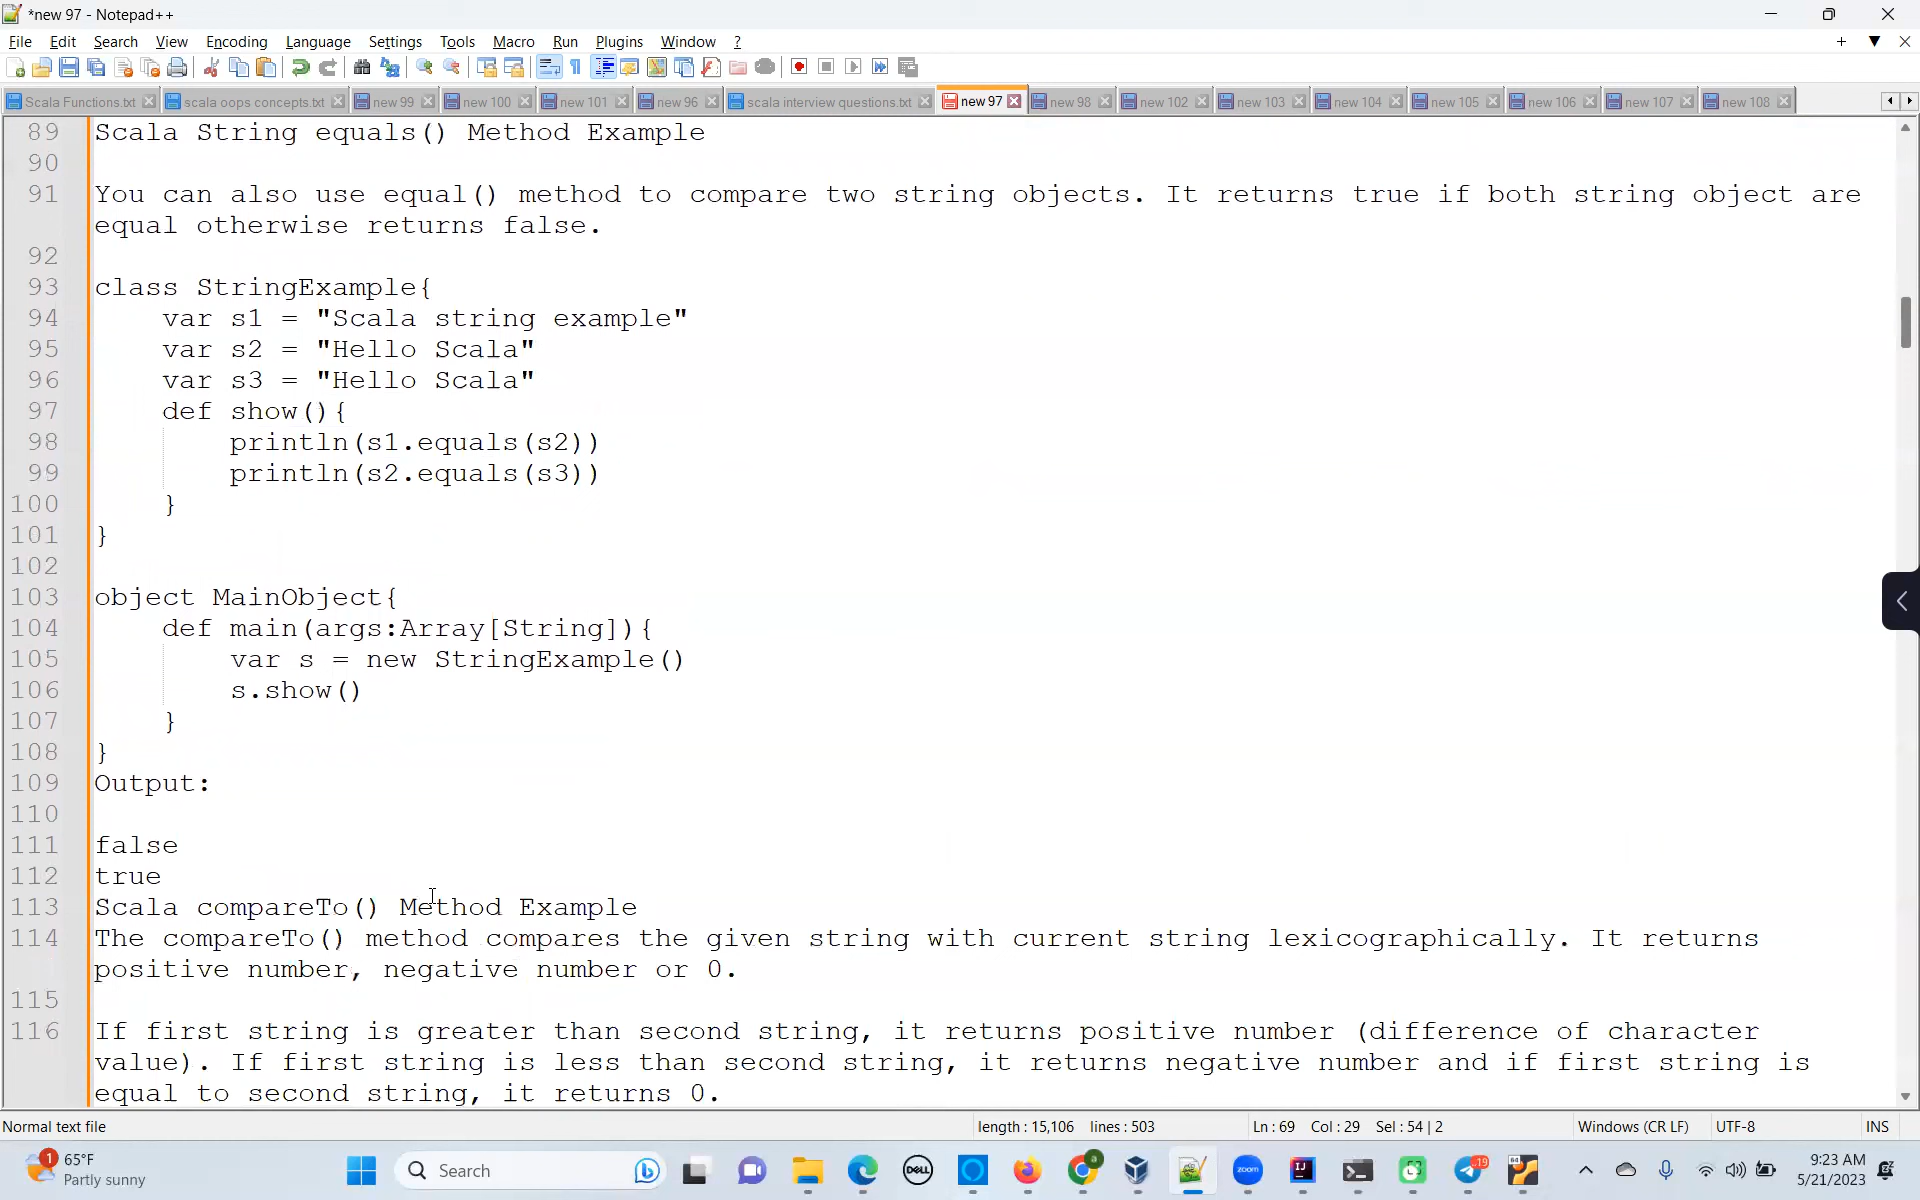 *new 97 - Notepad++
File Edit Search View Encoding Language Settings Tools Macro Run Plugins Window ?
Scala Functions.txt scala oops concepts.txt new 99 new 100 new 101 new 96 scala interview questions.txt new 97 new 98 new 102 new 103 new 104 new 105 new 106 new 107 new 108
89 Scala String equals() Method Example
90
91 You can also use equal() method to compare two string objects. It returns true if both string object are
equal otherwise returns false.
92
93 class StringExample{
94 var s1 = "Scala string example"
95 var s2 = "Hello Scala"
96 var s3 = "Hello Scala"
97 def show(){
98 println(s1.equals(s2))
99 println(s2.equals(s3))
100 }
101 }
102
103 object MainObject{
104 def main(args:Array[String]){
105 var s = new StringExample()
106 s.show()
107 }
108 }
109 Output:
110
111 false
112 true
113 Scala compareTo() Method Example
114 The compareTo() method compares the given string with current string lexicographically. It returns
positive number, negative number or 0.
115
116 If first string is greater than second string, it returns positive number (difference of character
value). If first string is less than second string, it returns negative number and if first string is
equal to second string, it returns 0.
Normal text file length : 15,106 lines : 503 Ln : 69 Col : 29 Sel : 54 | 2 Windows (CR LF) UTF-8 INS
1 65°F
Partly sunny
Search
DELL
zoom
IJ
19
9:23 AM
5/21/2023